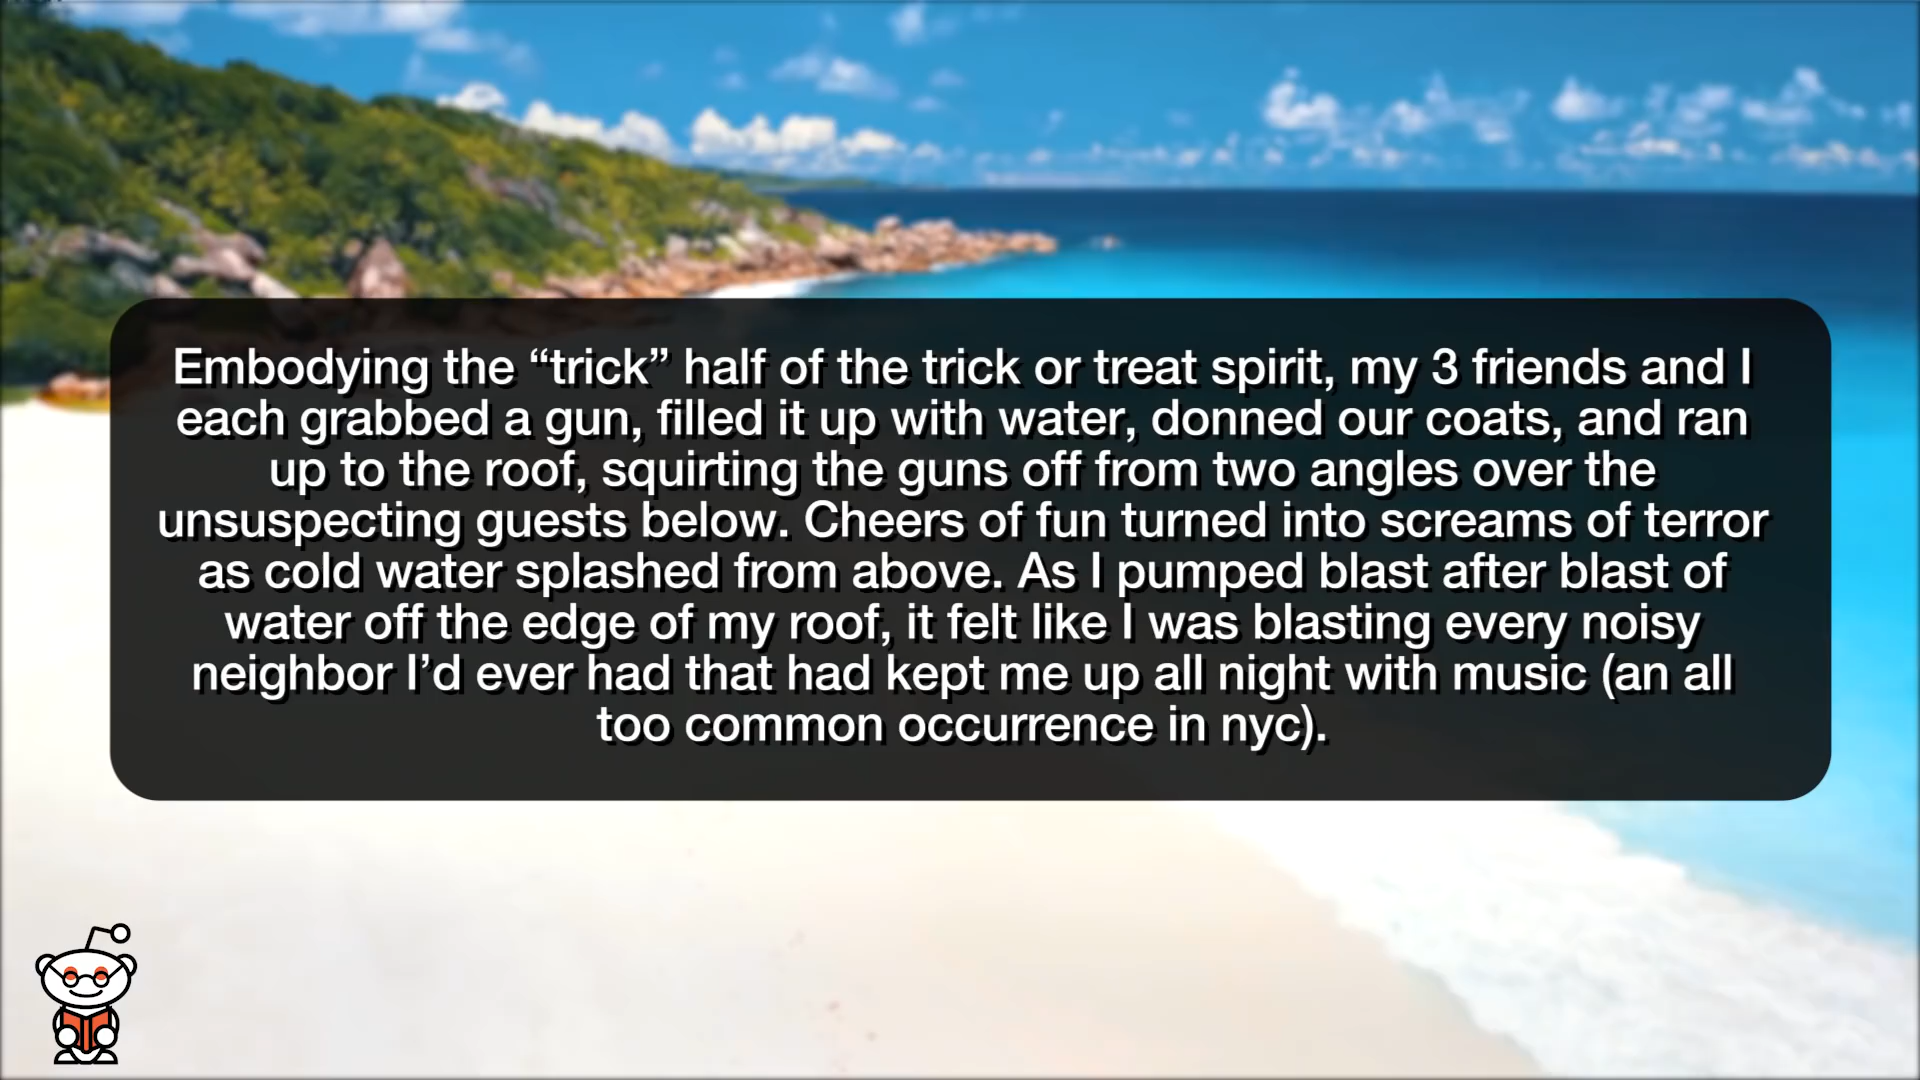 Embodying the “trick” half of the trick or treat spirit, my 3 friends and I
each grabbed a gun, filled it up with water, donned our coats, and ran
up to the roof, squirting the guns off from two angles over the
unsuspecting guests below. Cheers of fun turned into screams of terror
as cold water splashed from above. As I pumped blast after blast of
water off the edge of my roof, it felt like I was blasting every noisy
neighbor I’d ever had that had kept me up all night with music (an all
too common occurrence in nyc).